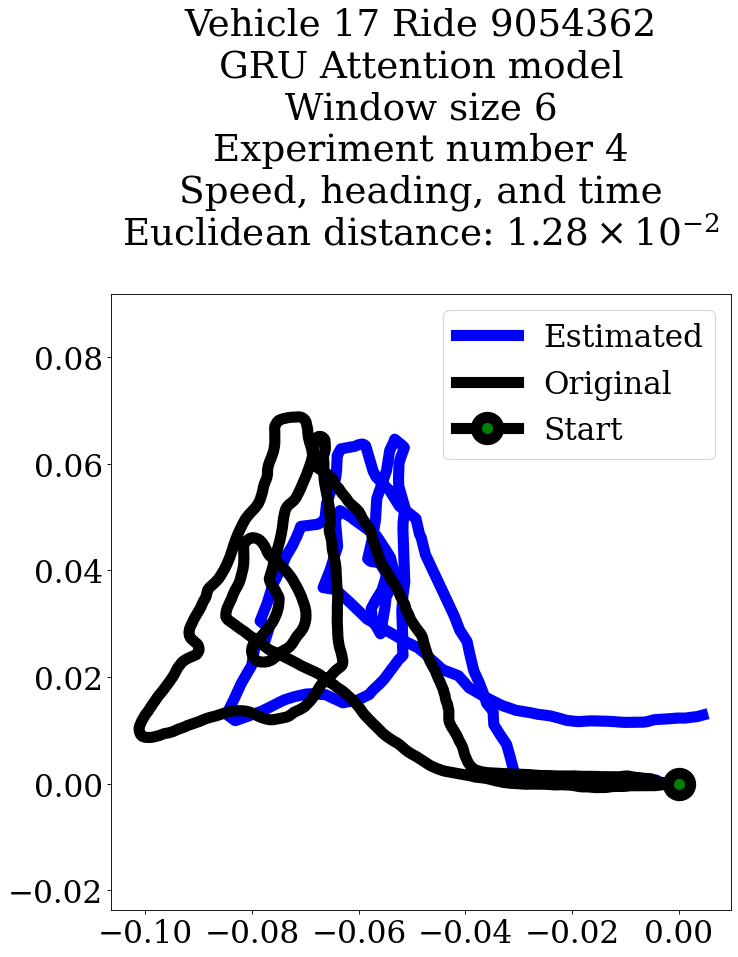 Vehicle 17 Ride 9054362
GRU Attention model
Window size 6
Experiment number 4
Speed, heading, and time
Euclidean distance: 1.28 × 10⁻²
Estimated
Original
Start
0.08
0.06
0.04
0.02
0.00
−0.02
−0.10 −0.08 −0.06 −0.04 −0.02 0.00